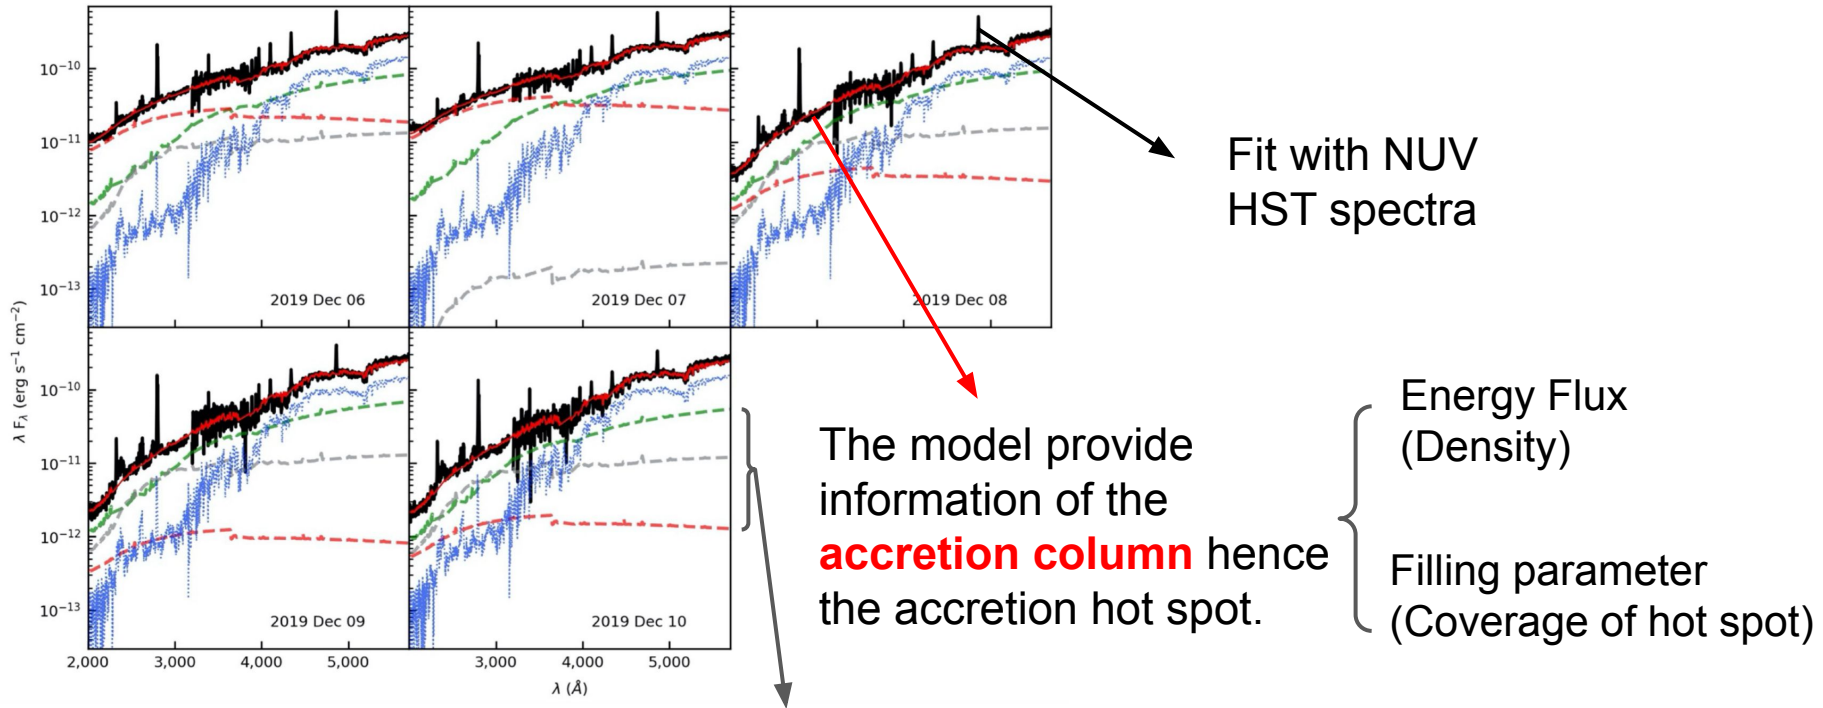 10⁻¹⁰
10⁻¹¹
10⁻¹²
10⁻¹³
2019 Dec 06
2019 Dec 07
2019 Dec 08
Fit with NUV
HST spectra
λ Fλ (erg s⁻¹ cm⁻²)
10⁻¹⁰
10⁻¹¹
10⁻¹²
10⁻¹³
2019 Dec 09
2019 Dec 10
2,000 3,000 4,000 5,000
3,000 4,000 5,000
λ (Å)
The model provide
information of the
accretion column hence
the accretion hot spot.
Energy Flux
(Density)
Filling parameter
(Coverage of hot spot)